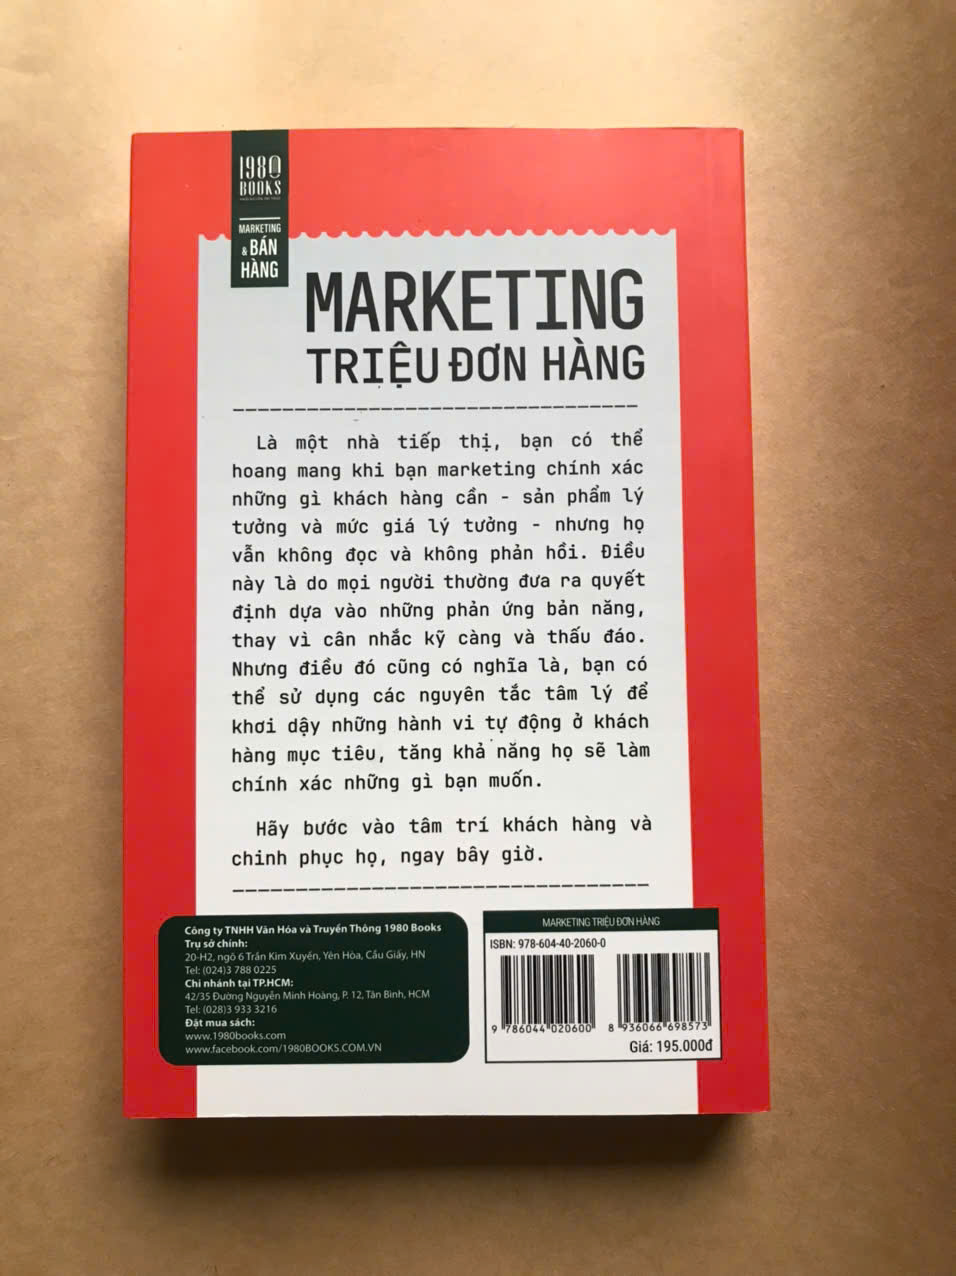 1980
BOOKS
MARKETING
& BÁN
HÀNG
MARKETING
TRIỆU ĐƠN HÀNG
Là một nhà tiếp thị, bạn có thể
hoang mang khi bạn marketing chính xác
những gì khách hàng cần - sản phẩm lý
tưởng và mức giá lý tưởng - nhưng họ
vẫn không đọc và không phản hồi. Điều
này là do mọi người thường đưa ra quyết
định dựa vào những phản ứng bản năng,
thay vì cân nhắc kỹ càng và thấu đáo.
Nhưng điều đó cũng có nghĩa là, bạn có
thể sử dụng các nguyên tắc tâm lý để
khơi dậy những hành vi tự động ở khách
hàng mục tiêu, tăng khả năng họ sẽ làm
chính xác những gì bạn muốn.
Hãy bước vào tâm trí khách hàng và
chinh phục họ, ngay bây giờ.
Công ty TNHH Văn Hóa và Truyền Thông 1980 Books
Trụ sở chính:
20-H2, ngõ 6 Trần Kim Xuyến, Yên Hòa, Cầu Giấy, HN
Tel: (024)3 788 0225
Chi nhánh tại TP.HCM:
42/35 Đường Nguyễn Minh Hoàng, P. 12, Tân Bình, HCM
Tel: (028)3 933 3216
Đặt mua sách:
www.1980books.com
www.facebook.com/1980BOOKS.COM.VN
MARKETING TRIỆU ĐƠN HÀNG
ISBN: 978-604-40-2060-0
9 786044 020600
8 936066 698573
Giá: 195.000đ